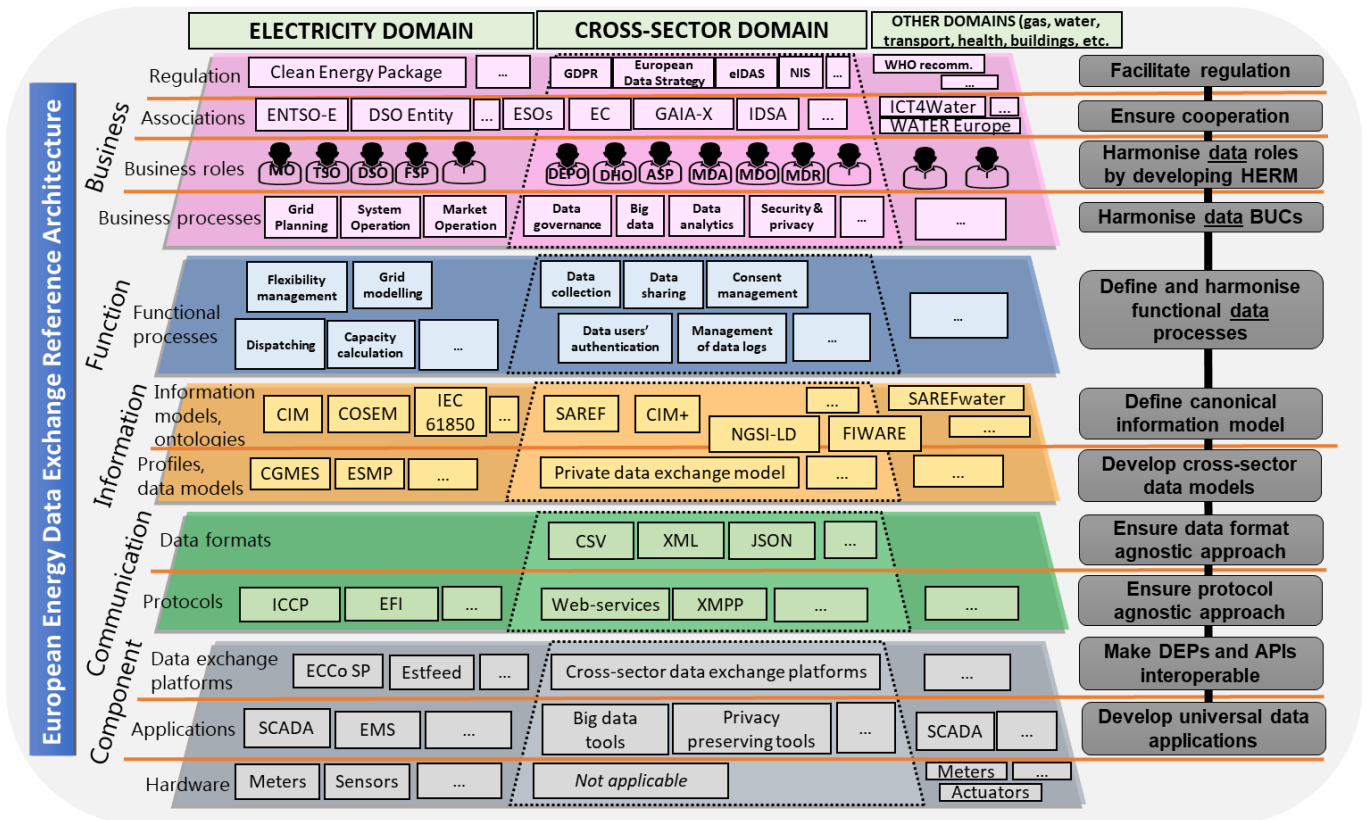 ELECTRICITY DOMAIN
CROSS-SECTOR DOMAIN
OTHER DOMAINS (gas, water,
transport, health, buildings, etc.
European Energy Data Exchange Reference Architecture
Business
Regulation
Clean Energy Package
...
GDPR
European
Data Strategy
eIDAS
NIS
...
WHO recomm.
...
Facilitate regulation
Associations
ENTSO-E
DSO Entity
...
ESOs
EC
GAIA-X
IDSA
...
ICT4Water
...
WATER Europe
Ensure cooperation
Business roles
MO
TSO
DSO
FSP
DEPO
DHO
ASP
MDA
MDO
MDR
Harmonise data roles
by developing HERM
Business processes
Grid
Planning
System
Operation
Market
Operation
Data
governance
Big
data
Data
analytics
Security &
privacy
...
...
Harmonise data BUCs
Function
Functional
processes
Flexibility
management
Grid
modelling
Dispatching
Capacity
calculation
...
Data
collection
Data
sharing
Consent
management
Data users’
authentication
Management
of data logs
...
...
Define and harmonise
functional data
processes
Information
Information
models,
ontologies
CIM
COSEM
IEC
61850
...
SAREF
CIM+
...
NGSI-LD
FIWARE
SAREFwater
...
Define canonical
information model
Profiles,
data models
CGMES
ESMP
...
Private data exchange model
...
...
Develop cross-sector
data models
Communication
Data formats
CSV
XML
JSON
...
Ensure data format
agnostic approach
Protocols
ICCP
EFI
...
Web-services
XMPP
...
...
Ensure protocol
agnostic approach
Component
Data exchange
platforms
ECCo SP
Estfeed
...
Cross-sector data exchange platforms
...
Make DEPs and APIs
interoperable
Applications
SCADA
EMS
...
Big data
tools
Privacy
preserving tools
...
SCADA
...
Develop universal data
applications
Hardware
Meters
Sensors
...
Not applicable
Meters
...
Actuators